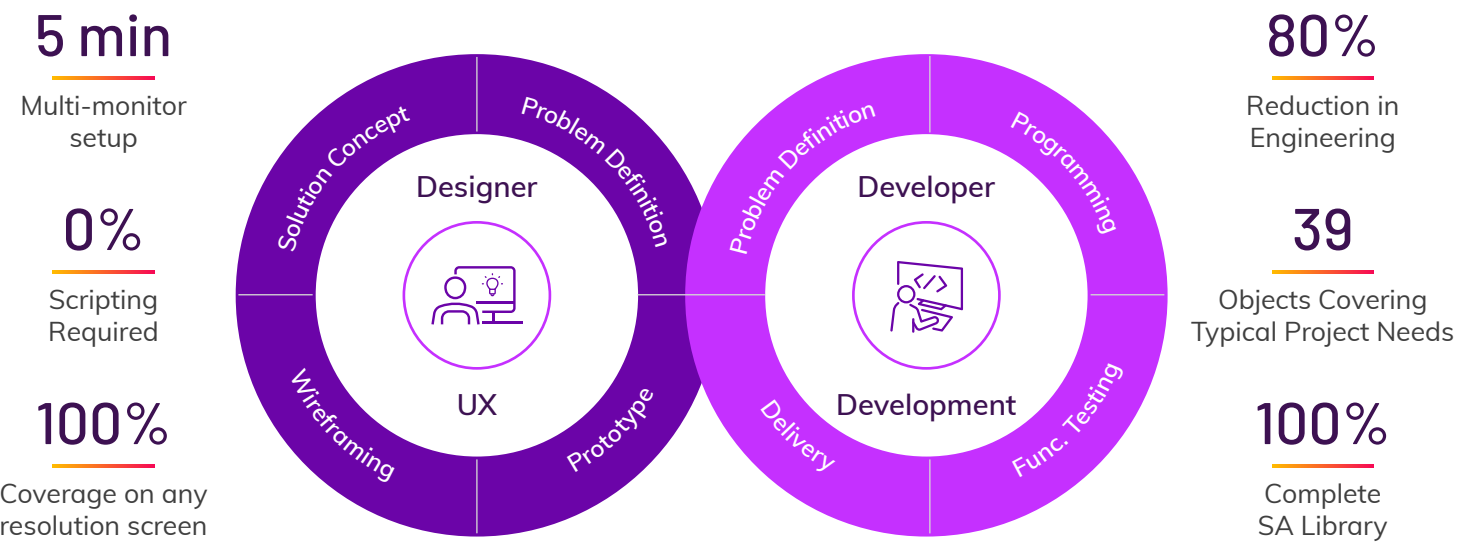 5 min
Multi-monitor
setup
0%
Scripting
Required
100%
Coverage on any
resolution screen
Solution Concept
Problem Definition
Designer
UX
Wireframing
Prototype
Problem Definition
Programming
Developer
</>
Development
Delivery
Func. Testing
80%
Reduction in
Engineering
39
Objects Covering
Typical Project Needs
100%
Complete
SA Library